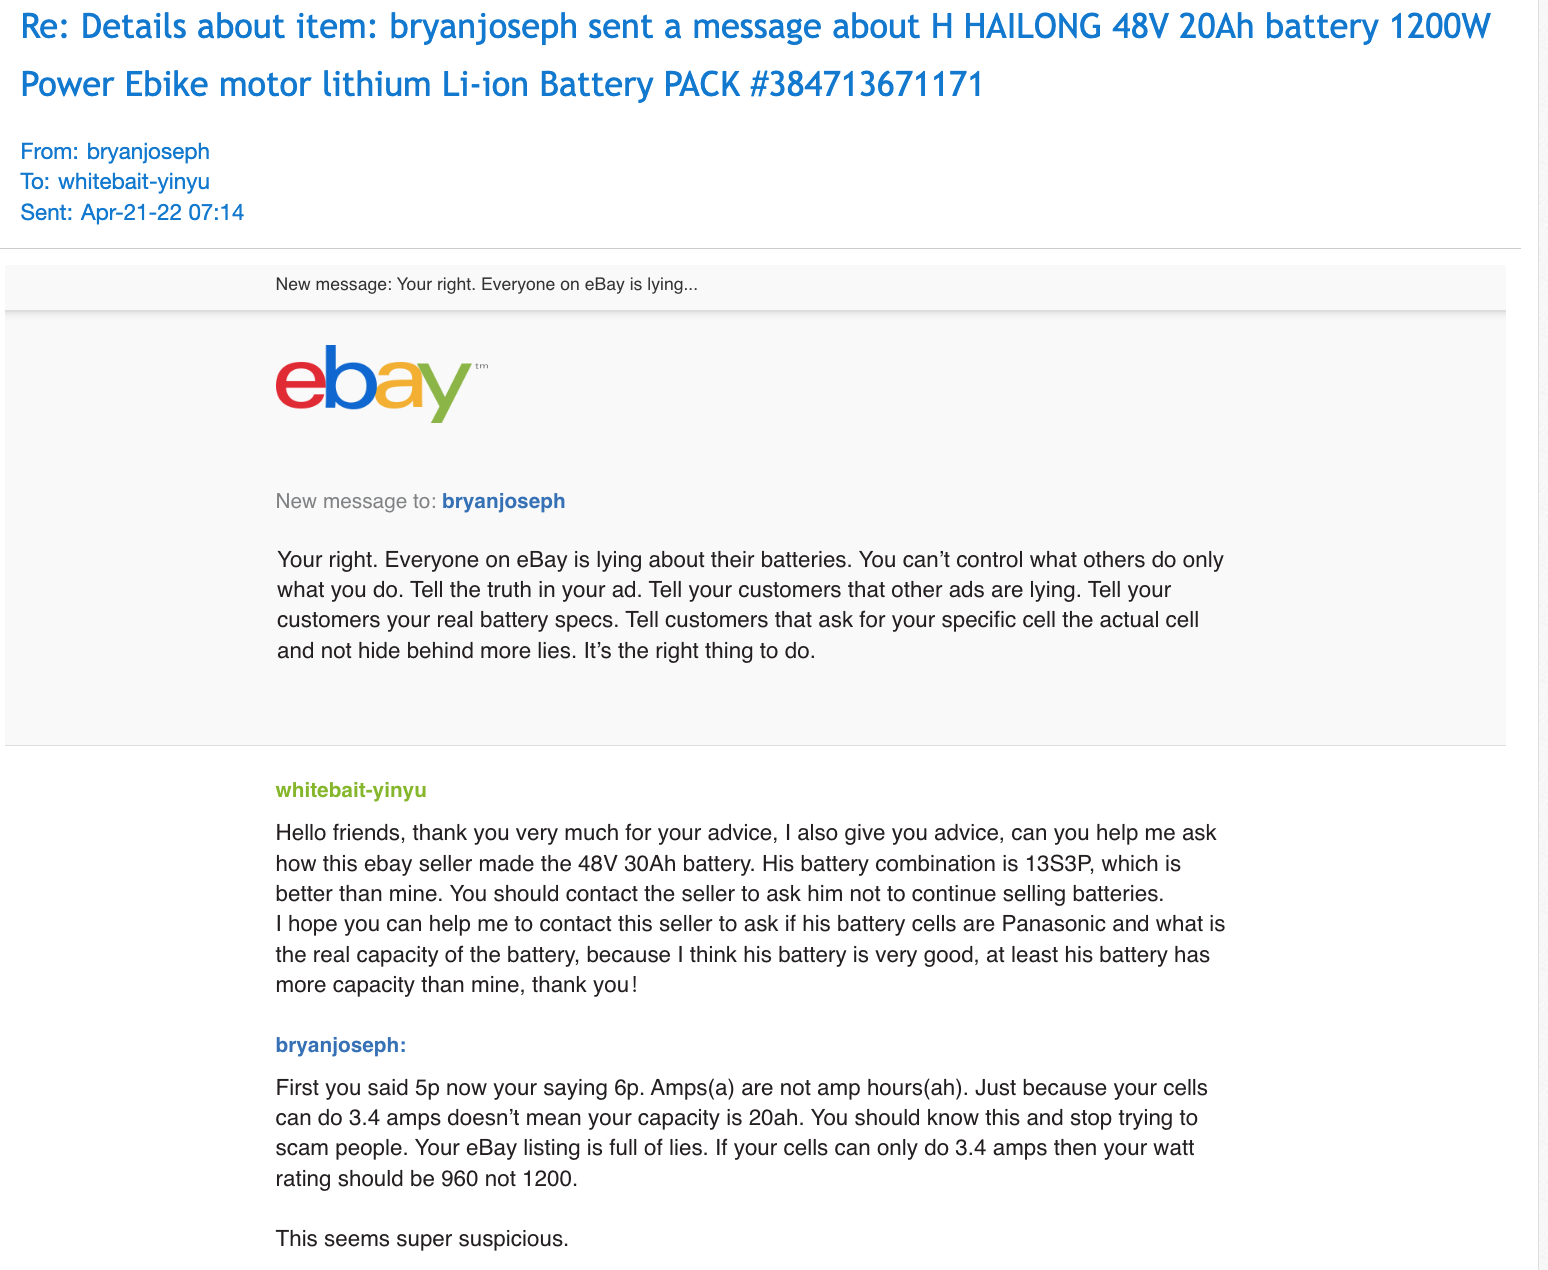 Re: Details about item: bryanjoseph sent a message about H HAILONG 48V 20Ah battery 1200W
Power Ebike motor lithium Li-ion Battery PACK #384713671171
From: bryanjoseph
To: whitebait-yinyu
Sent: Apr-21-22 07:14
New message: Your right. Everyone on eBay is lying...
ebay™
New message to: bryanjoseph
Your right. Everyone on eBay is lying about their batteries. You can’t control what others do only
what you do. Tell the truth in your ad. Tell your customers that other ads are lying. Tell your
customers your real battery specs. Tell customers that ask for your specific cell the actual cell
and not hide behind more lies. It’s the right thing to do.
whitebait-yinyu
Hello friends, thank you very much for your advice, I also give you advice, can you help me ask
how this ebay seller made the 48V 30Ah battery. His battery combination is 13S3P, which is
better than mine. You should contact the seller to ask him not to continue selling batteries.
I hope you can help me to contact this seller to ask if his battery cells are Panasonic and what is
the real capacity of the battery, because I think his battery is very good, at least his battery has
more capacity than mine, thank you!
bryanjoseph:
First you said 5p now your saying 6p. Amps(a) are not amp hours(ah). Just because your cells
can do 3.4 amps doesn’t mean your capacity is 20ah. You should know this and stop trying to
scam people. Your eBay listing is full of lies. If your cells can only do 3.4 amps then your watt
rating should be 960 not 1200.
This seems super suspicious.